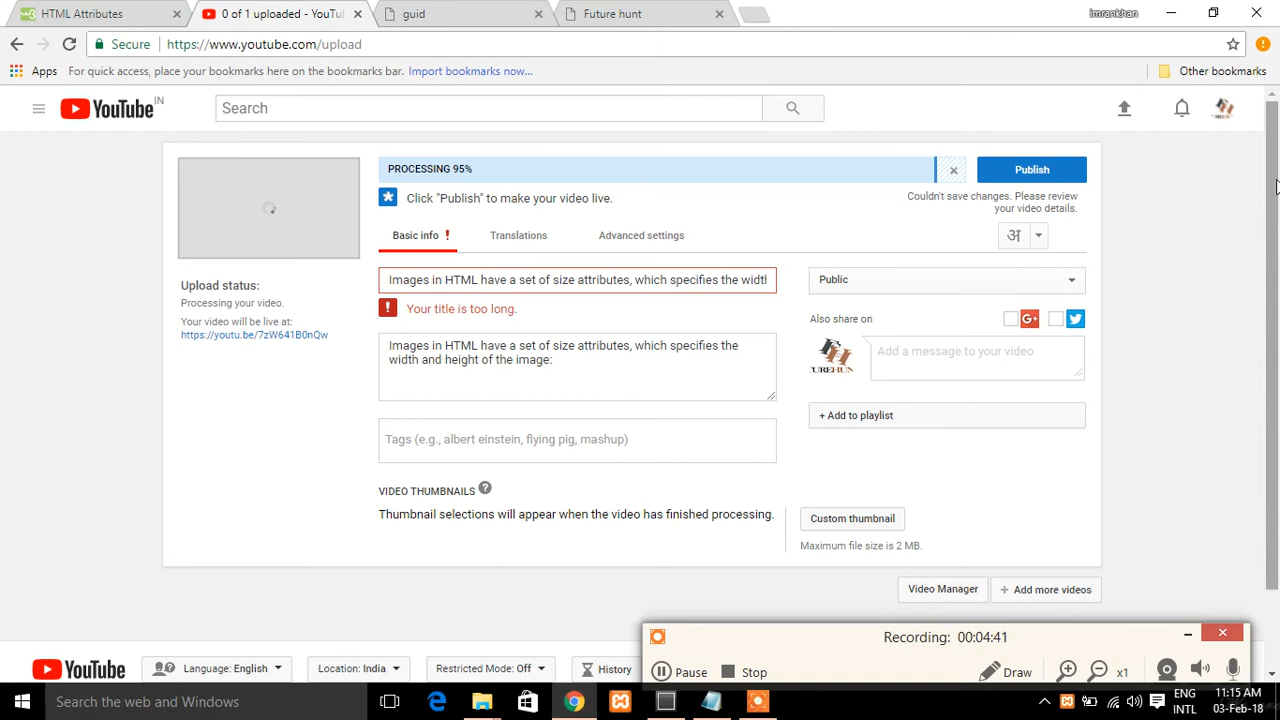 HTML Attributes
0 of 1 uploaded - YouTu
guid
Future hunt
imrankhan
Secure
https://www.youtube.com/upload
Apps
For quick access, place your bookmarks here on the bookmarks bar. Import bookmarks now...
Other bookmarks
YouTube IN
Search
PROCESSING 95%
Publish
Click "Publish" to make your video live.
Couldn't save changes. Please review
your video details.
Basic info
Translations
Advanced settings
अ
Upload status:
Processing your video.
Your video will be live at:
https://youtu.be/7zW641B0nQw
Images in HTML have a set of size attributes, which specifies the width
Your title is too long.
Images in HTML have a set of size attributes, which specifies the
width and height of the image:
Tags (e.g., albert einstein, flying pig, mashup)
VIDEO THUMBNAILS
Thumbnail selections will appear when the video has finished processing.
Custom thumbnail
Maximum file size is 2 MB.
Public
Also share on
G+
Add a message to your video
+ Add to playlist
Video Manager
+ Add more videos
YouTube
Language: English
Location: India
Restricted Mode: Off
History
Recording: 00:04:41
Pause
Stop
Draw
x1
Search the web and Windows
ENG
INTL
11:15 AM
03-Feb-18